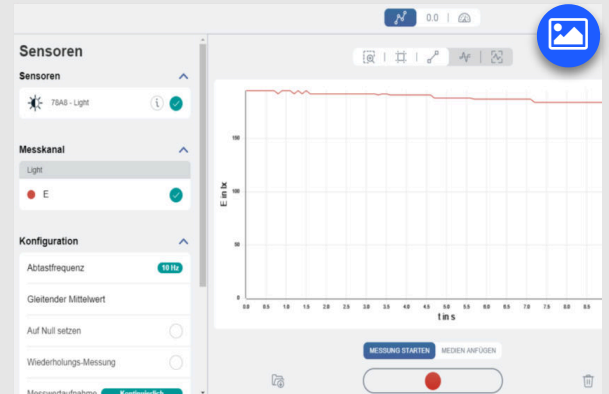 0.0
Sensoren
Sensoren
78A8 - Light
Messkanal
Light
E
Konfiguration
Abtastfrequenz 10 Hz
Gleitender Mittelwert
Auf Null setzen
Wiederholungs-Messung
Messwertaufnahme Kontinuierlich
E in lx
150
100
50
0
0.0 0.5 1.0 1.5 2.0 2.5 3.0 3.5 4.0 4.5 5.0 5.5 6.0 6.5 7.0 7.5 8.0 8.5
t in s
MESSUNG STARTEN MEDIEN ANFÜGEN